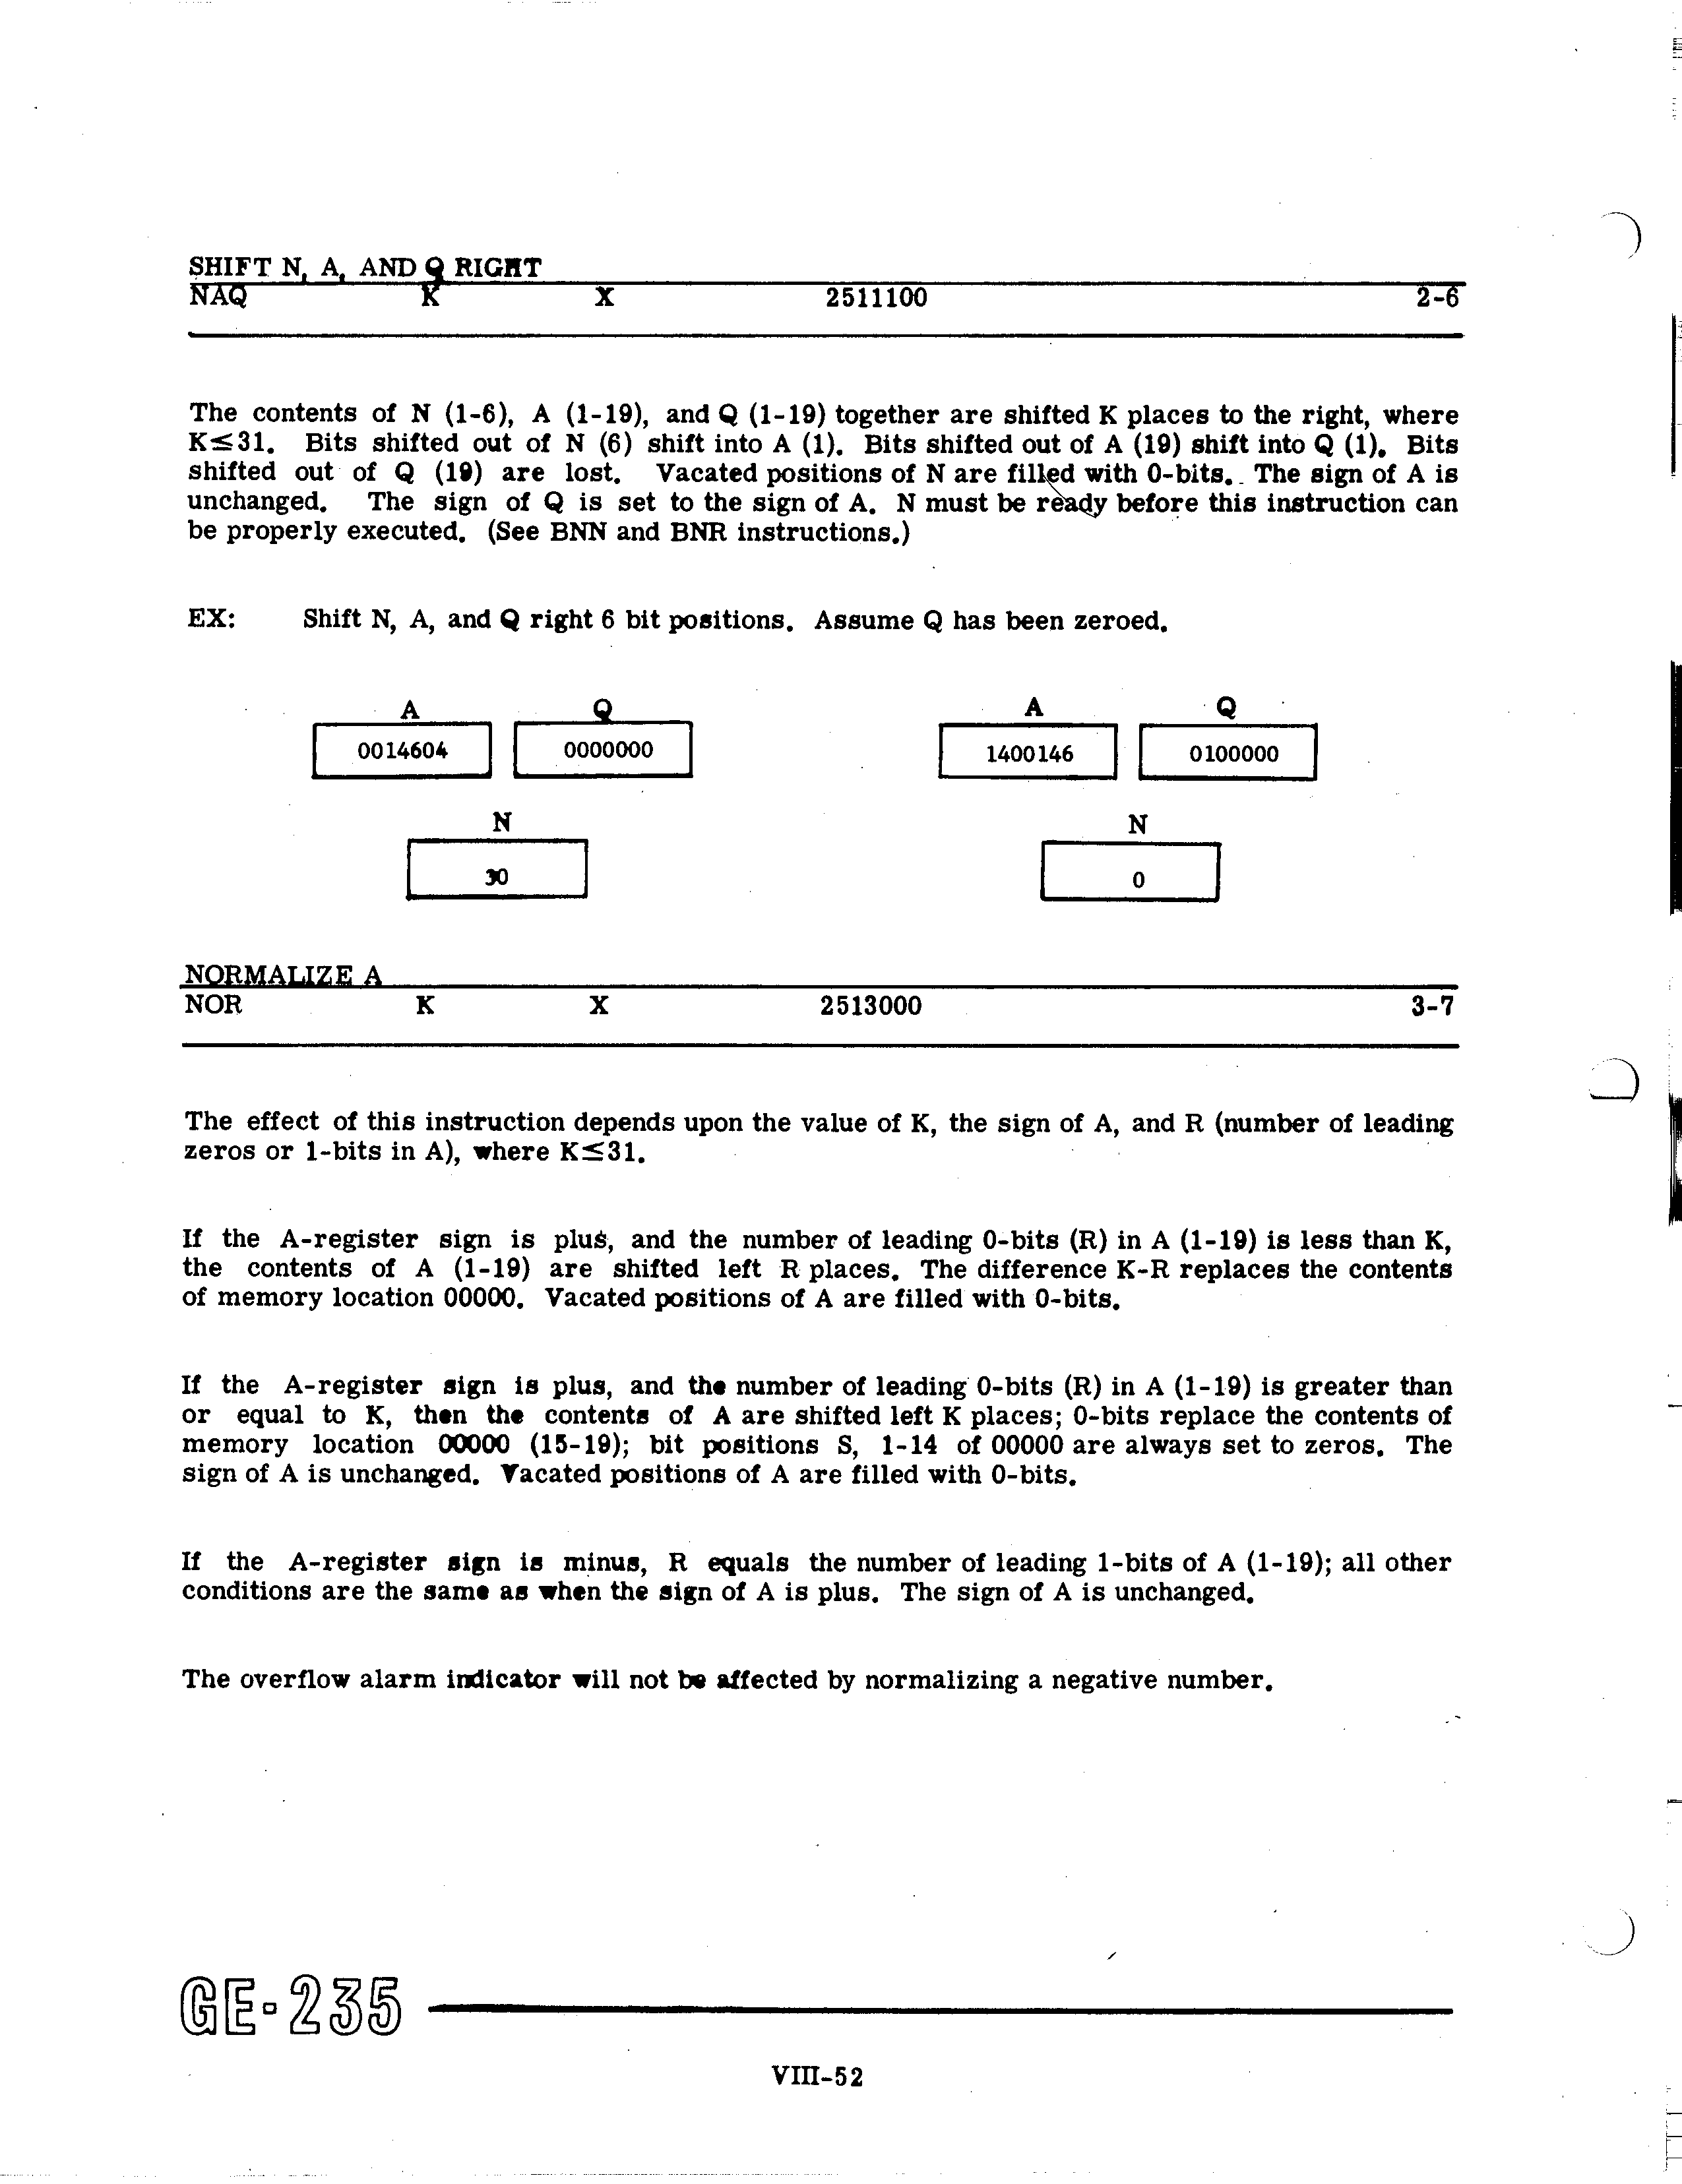 SHIFT N, A, AND Q RIGHT
NAQ K X 2511100 2-6
The contents of N (1-6), A (1-19), and Q (1-19) together are shifted K places to the right, where
K≤31. Bits shifted out of N (6) shift into A (1). Bits shifted out of A (19) shift into Q (1). Bits
shifted out of Q (19) are lost. Vacated positions of N are filled with 0-bits. The sign of A is
unchanged. The sign of Q is set to the sign of A. N must be ready before this instruction can
be properly executed. (See BNN and BNR instructions.)
EX: Shift N, A, and Q right 6 bit positions. Assume Q has been zeroed.
A Q A Q
0014604 0000000 1400146 0100000
N N
30 0
NORMALIZE A
NOR K X 2513000 3-7
The effect of this instruction depends upon the value of K, the sign of A, and R (number of leading
zeros or 1-bits in A), where K≤31.
If the A-register sign is plus, and the number of leading 0-bits (R) in A (1-19) is less than K,
the contents of A (1-19) are shifted left R places. The difference K-R replaces the contents
of memory location 00000. Vacated positions of A are filled with 0-bits.
If the A-register sign is plus, and the number of leading 0-bits (R) in A (1-19) is greater than
or equal to K, then the contents of A are shifted left K places; 0-bits replace the contents of
memory location 00000 (15-19); bit positions S, 1-14 of 00000 are always set to zeros. The
sign of A is unchanged. Vacated positions of A are filled with 0-bits.
If the A-register sign is minus, R equals the number of leading 1-bits of A (1-19); all other
conditions are the same as when the sign of A is plus. The sign of A is unchanged.
The overflow alarm indicator will not be affected by normalizing a negative number.
GE-235
VIII-52